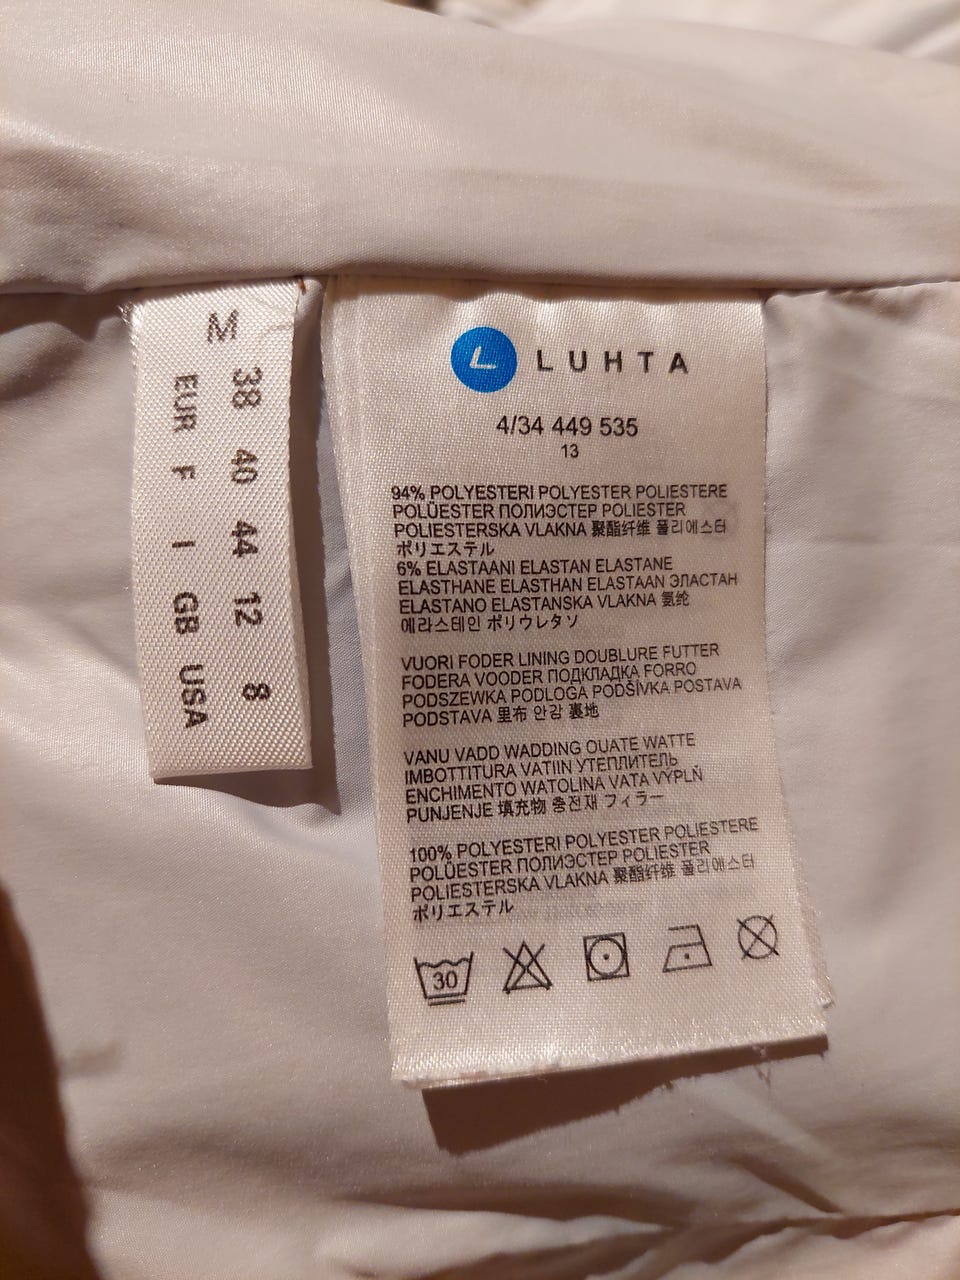 M
38 40 44 12 8
EUR F I GB USA
L LUHTA
4/34 449 535
13
94% POLYESTERI POLYESTER POLIESTERE
POLÜESTER ПОЛИЭСТЕР POLIESTER
POLIESTERSKA VLAKNA 聚酯纤维 폴리에스터
ポリエステル
6% ELASTAANI ELASTAN ELASTANE
ELASTHANE ELASTHAN ELASTAAN ЭЛАСТАН
ELASTANO ELASTANSKA VLAKNA 氨纶
에라스테인 ポリウレタソ
VUORI FODER LINING DOUBLURE FUTTER
FODERA VOODER ПОДКЛАДКА FORRO
PODSZEWKA PODLOGA PODŠÍVKA POSTAVA
PODSTAVA 里布 안감 裏地
VANU VADD WADDING OUATE WATTE
IMBOTTITURA VATIIN УТЕПЛИТЕЛЬ
ENCHIMENTO WATOLINA VATA VÝPLŇ
PUNJENJE 填充物 충전재 フィラー
100% POLYESTERI POLYESTER POLIESTERE
POLÜESTER ПОЛИЭСТЕР POLIESTER
POLIESTERSKA VLAKNA 聚酯纤维 폴리에스터
ポリエステル
30